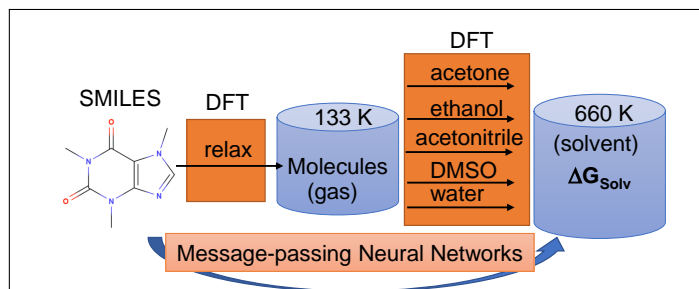 DFT
SMILES
DFT
acetone
133 K
ethanol
660 K
relax
acetonitrile
(solvent)
Molecules
(gas)
DMSO
ΔG_Solv
water
O
N
N
O
N
N
Message-passing Neural Networks